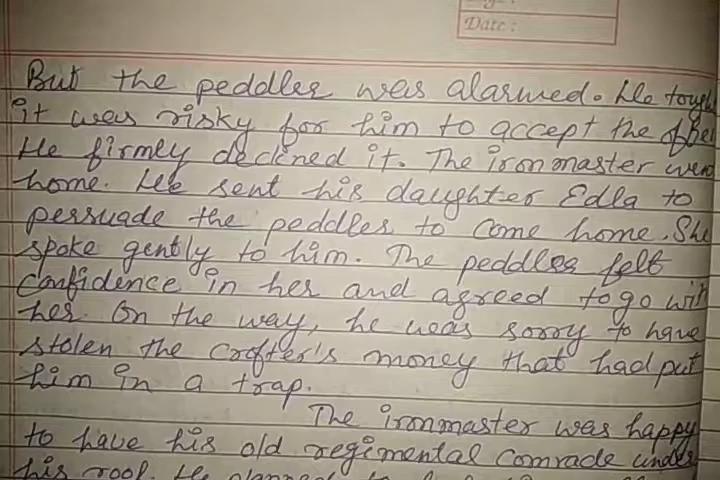 Date :
But the peddler was alarmed. He
it was risky for him to accept the
He firmly declined it. The ironmaster went
home. He sent his daughter Edla to
persuade the peddler to come home. She
spoke gently to him. The peddler felt
confidence in her and agreed to go with
her. On the way, he was sorry to have
stolen the crofter's money that had put
him in a trap.
The ironmaster was happy
to have his old regimental comrade under
his roof. He planned to